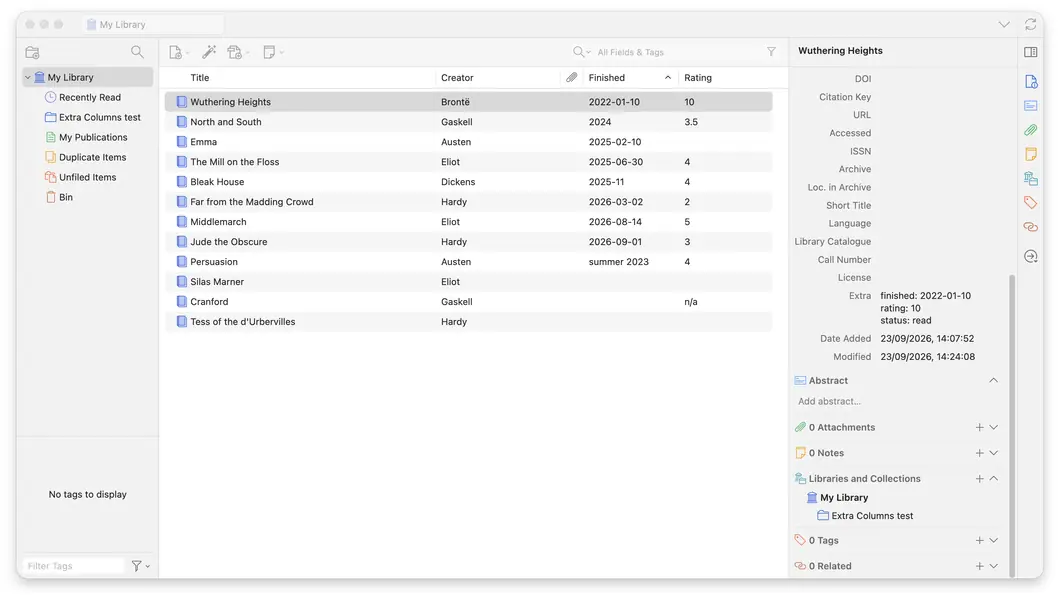 My Library
My Library
Recently Read
Extra Columns test
My Publications
Duplicate Items
Unfiled Items
Bin
No tags to display
Filter Tags
All Fields & Tags
Title Creator Finished Rating
Wuthering Heights Brontë 2022-01-10 10
North and South Gaskell 2024 3.5
Emma Austen 2025-02-10
The Mill on the Floss Eliot 2025-06-30 4
Bleak House Dickens 2025-11 4
Far from the Madding Crowd Hardy 2026-03-02 2
Middlemarch Eliot 2026-08-14 5
Jude the Obscure Hardy 2026-09-01 3
Persuasion Austen summer 2023 4
Silas Marner Eliot
Cranford Gaskell n/a
Tess of the d'Urbervilles Hardy
Wuthering Heights
DOI
Citation Key
URL
Accessed
ISSN
Archive
Loc. in Archive
Short Title
Language
Library Catalogue
Call Number
License
Extra finished: 2022-01-10
rating: 10
status: read
Date Added 23/09/2026, 14:07:52
Modified 23/09/2026, 14:24:08
Abstract
Add abstract...
0 Attachments
0 Notes
Libraries and Collections
My Library
Extra Columns test
0 Tags
0 Related